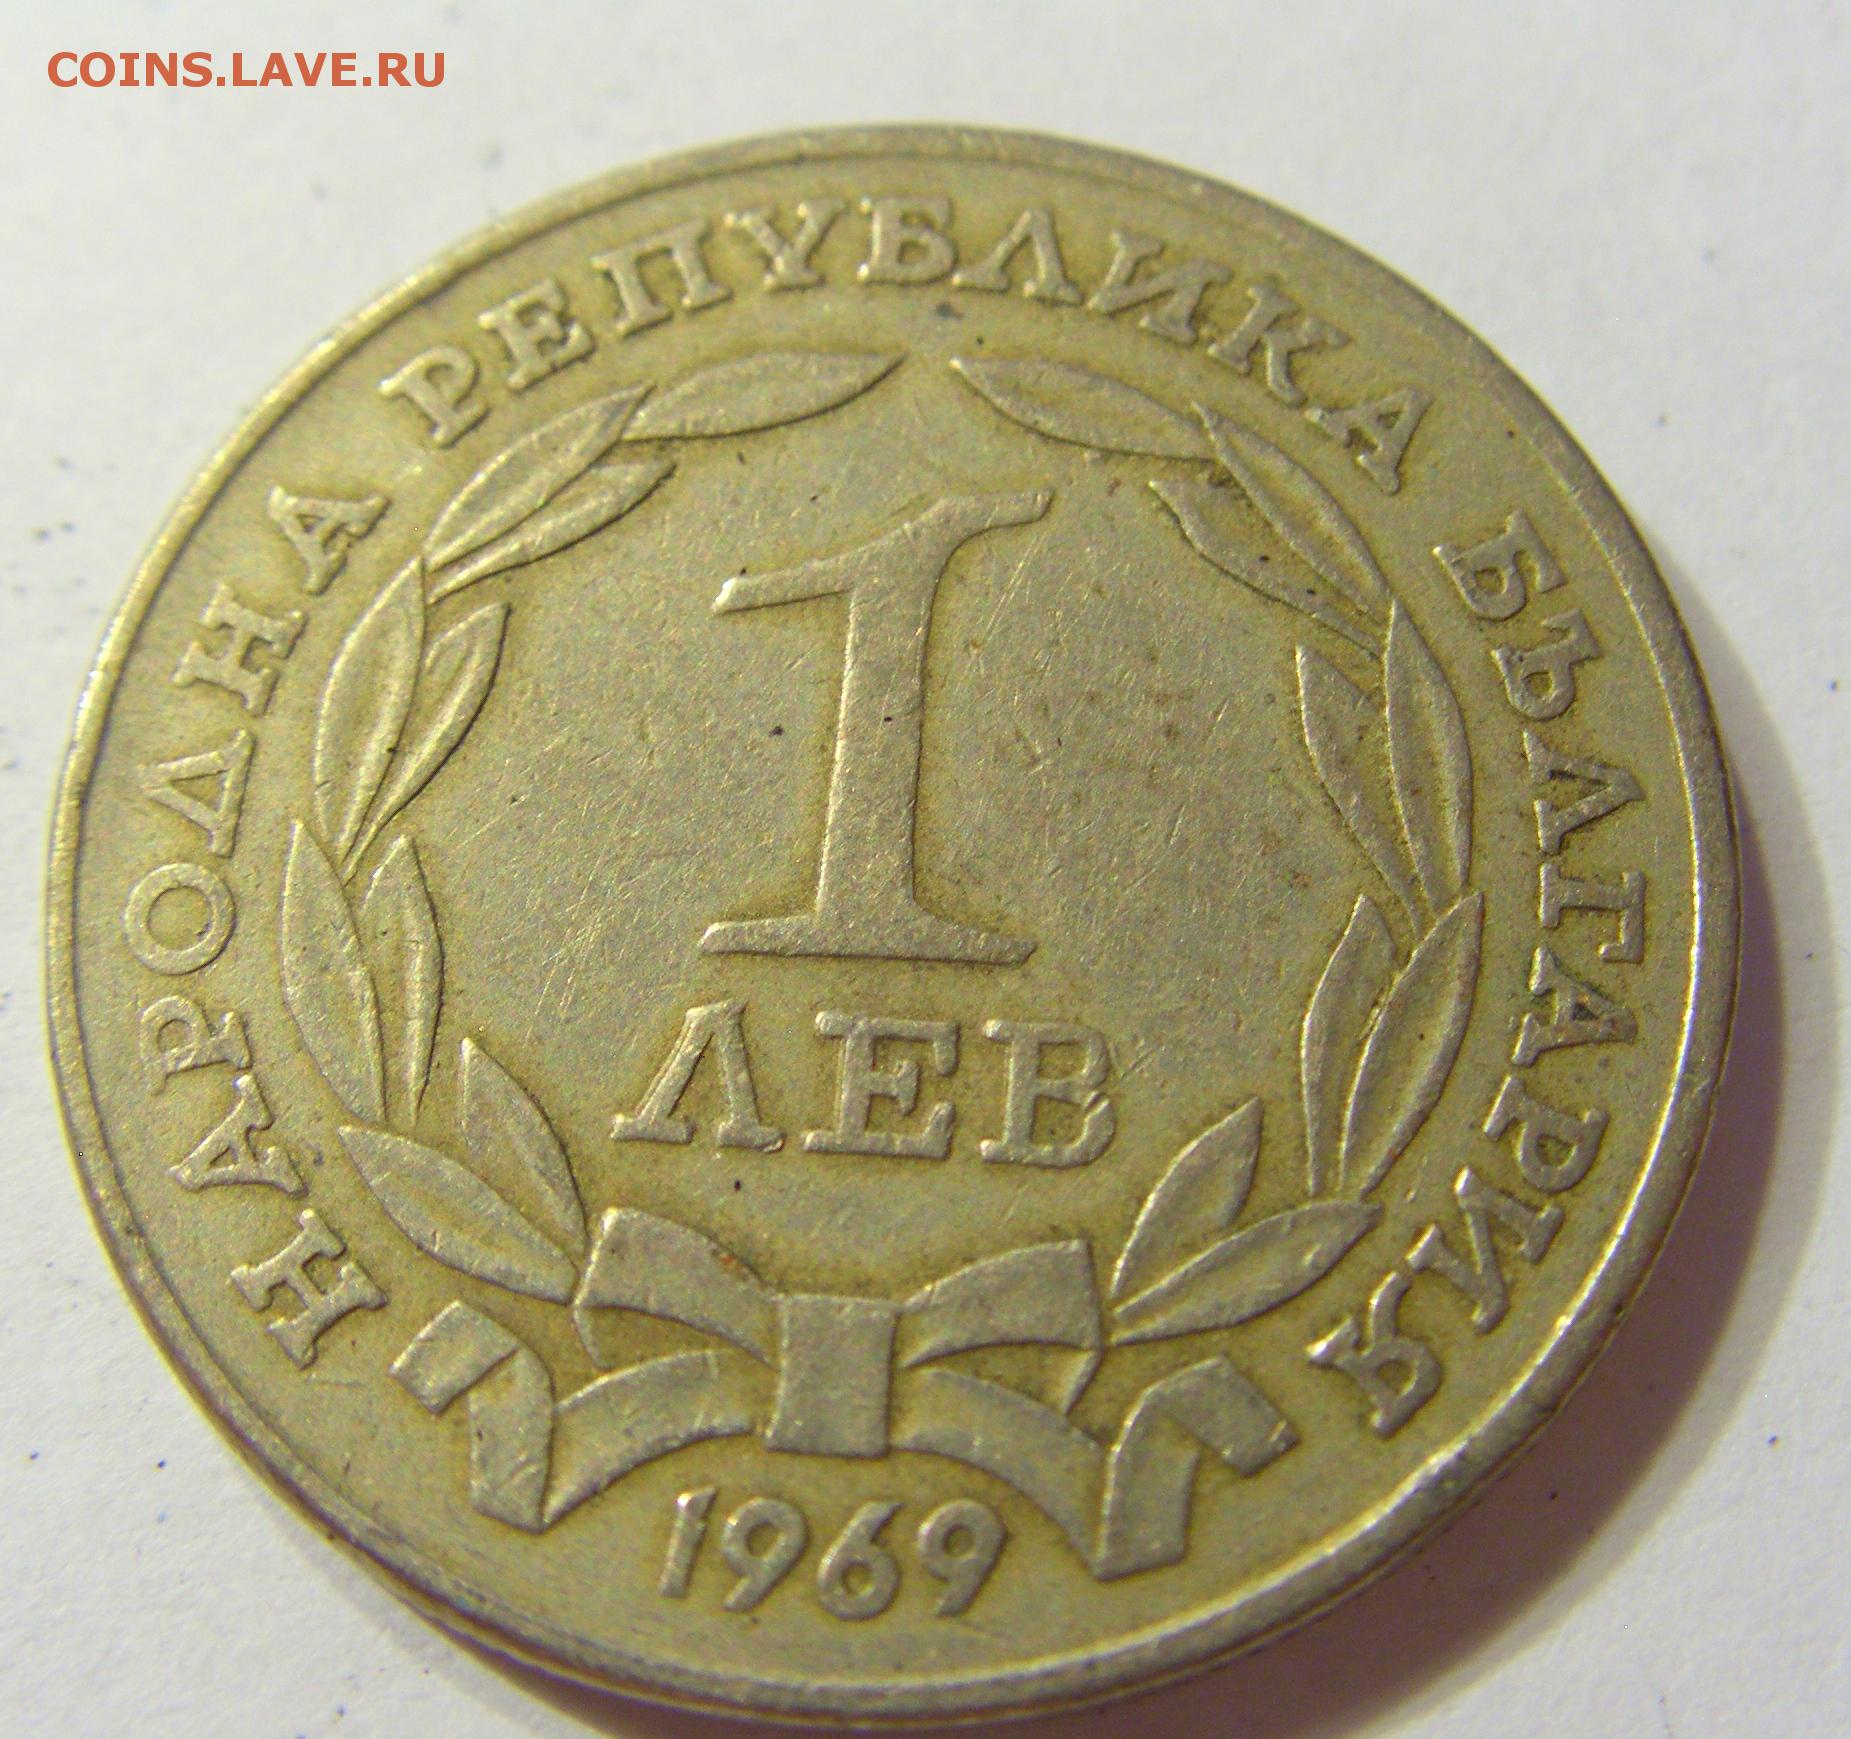 COINS.LAVE.RU
НАРОДНА РЕПУБЛИКА БЪЛГАРИЯ
1
ЛЕВ
1969